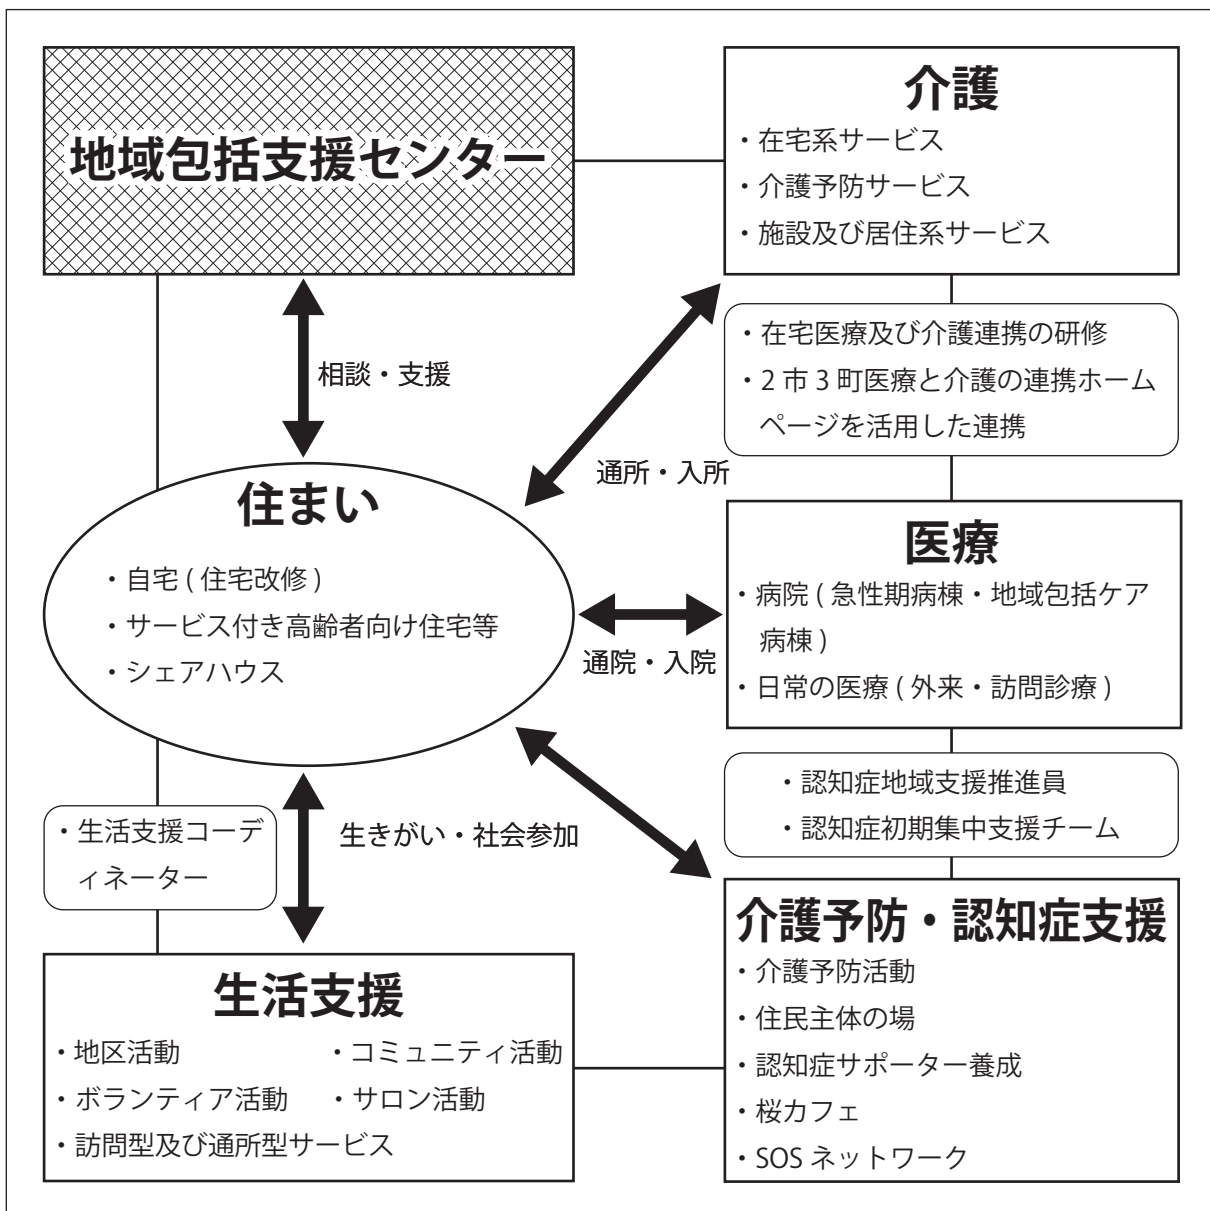 地域包括支援センター
介護
・在宅系サービス
・介護予防サービス
・施設及び居住系サービス
相談・支援
・在宅医療及び介護連携の研修
・2 市 3 町医療と介護の連携ホーム
ページを活用した連携
通所・入所
住まい
・自宅 ( 住宅改修 )
・サービス付き高齢者向け住宅等
・シェアハウス
医療
・病院 ( 急性期病棟・地域包括ケア
病棟 )
・日常の医療 ( 外来・訪問診療 )
通院・入院
・認知症地域支援推進員
・認知症初期集中支援チーム
・生活支援コーデ
ィネーター
生きがい・社会参加
生活支援
・地区活動
・コミュニティ活動
・ボランティア活動
・サロン活動
・訪問型及び通所型サービス
介護予防・認知症支援
・介護予防活動
・住民主体の場
・認知症サポーター養成
・桜カフェ
・SOS ネットワーク